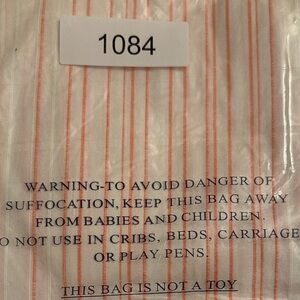 1084
WARNING-TO AVOID DANGER OF
SUFFOCATION, KEEP THIS BAG AWAY
FROM BABIES AND CHILDREN.
O NOT USE IN CRIBS, BEDS, CARRIAGE
OR PLAY PENS.
THIS BAG IS NOT A TOY